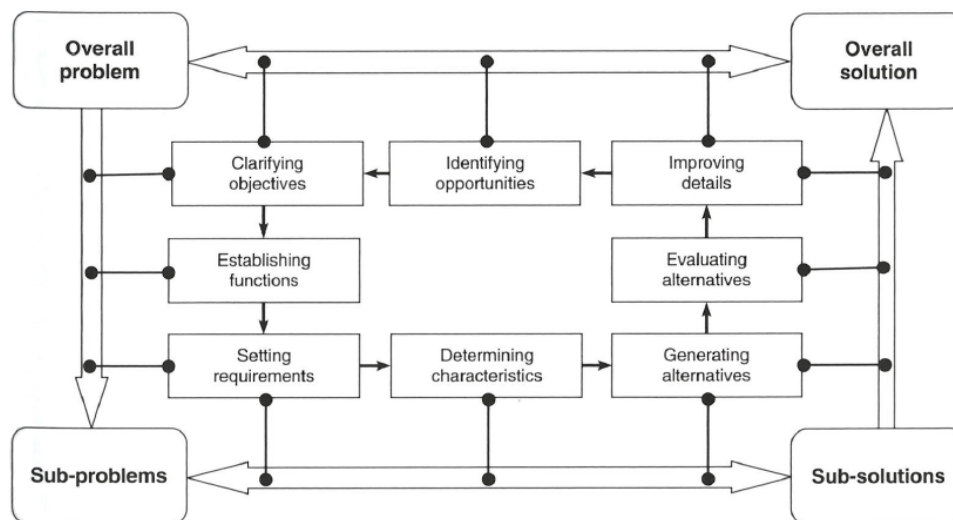 Overall
problem
Overall
solution
Clarifying
objectives
Identifying
opportunities
Improving
details
Establishing
functions
Evaluating
alternatives
Setting
requirements
Determining
characteristics
Generating
alternatives
Sub-problems
Sub-solutions